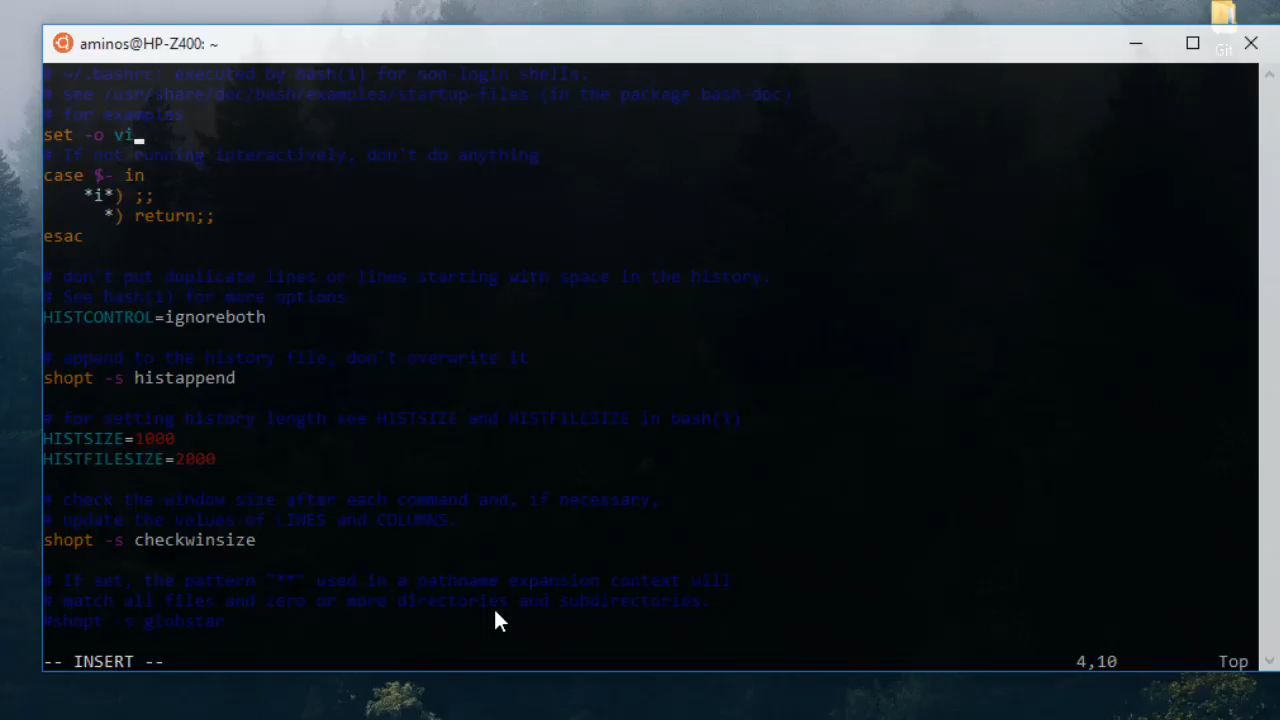 Git
aminos@HP-Z400: ~
# ~/.bashrc: executed by bash(1) for non-login shells.
# see /usr/share/doc/bash/examples/startup-files (in the package bash-doc)
# for examples
set -o vi
# If not running interactively, don't do anything
case $- in
    *i*) ;;
      *) return;;
esac
# don't put duplicate lines or lines starting with space in the history.
# See bash(1) for more options
HISTCONTROL=ignoreboth
# append to the history file, don't overwrite it
shopt -s histappend
# for setting history length see HISTSIZE and HISTFILESIZE in bash(1)
HISTSIZE=1000
HISTFILESIZE=2000
# check the window size after each command and, if necessary,
# update the values of LINES and COLUMNS.
shopt -s checkwinsize
# If set, the pattern "**" used in a pathname expansion context will
# match all files and zero or more directories and subdirectories.
#shopt -s globstar
-- INSERT -- 4,10 Top